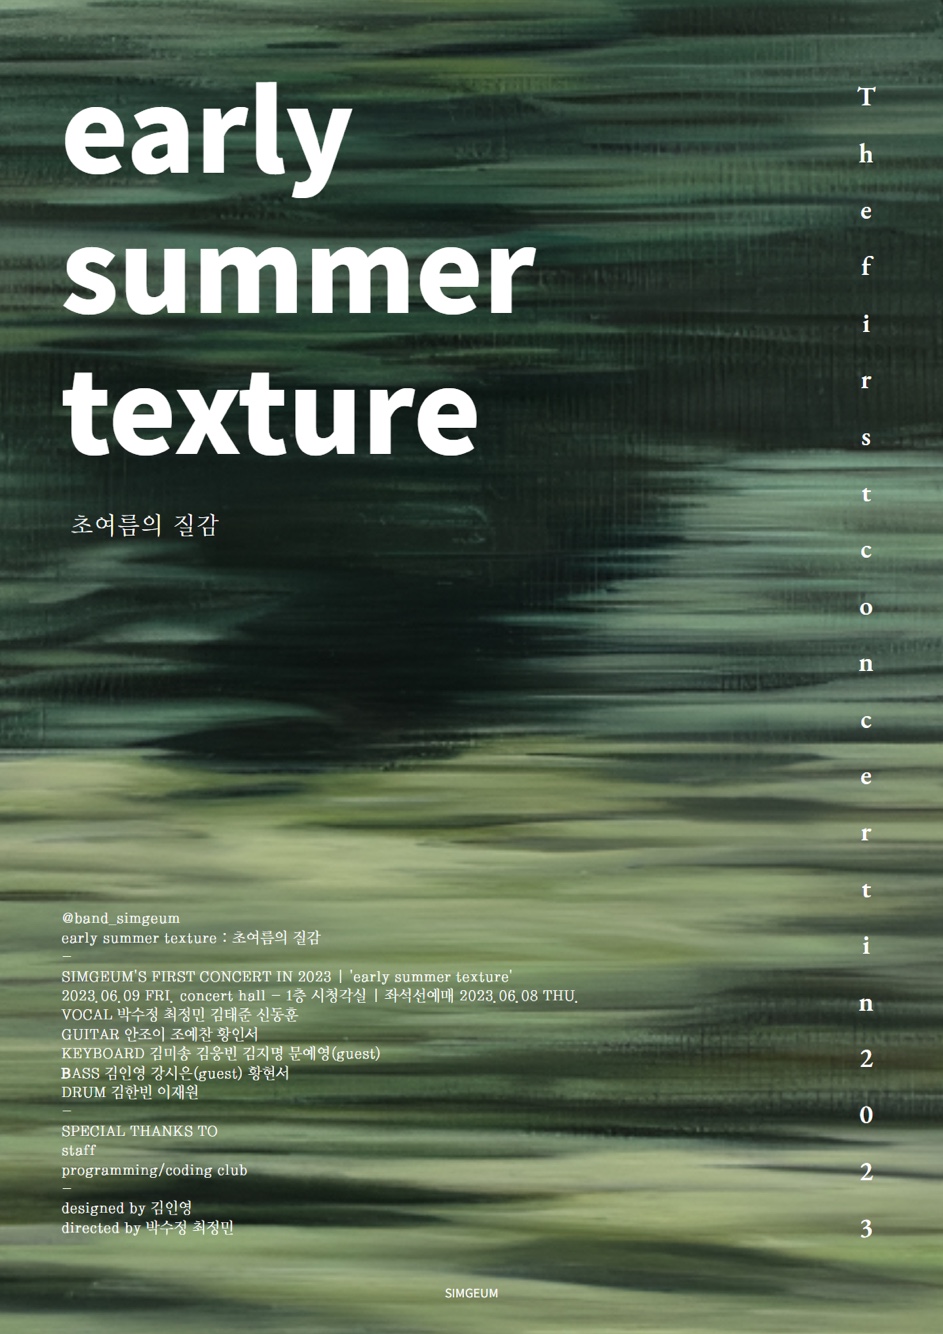 early
summer
texture
초여름의 질감
The first concert in 2023
@band_simgeum
early summer texture : 초여름의 질감
–
SIMGEUM'S FIRST CONCERT IN 2023 | 'early summer texture'
2023.06.09 FRI. concert hall – 1층 시청각실 | 좌석선예매 2023.06.08 THU.
VOCAL 박수정 최정민 김태준 신동훈
GUITAR 안조이 조예찬 황인서
KEYBOARD 김미송 김웅빈 김지명 문예영(guest)
BASS 김인영 강시은(guest) 황현서
DRUM 김한빈 이재원
–
SPECIAL THANKS TO
staff
programming/coding club
–
designed by 김인영
directed by 박수정 최정민
SIMGEUM